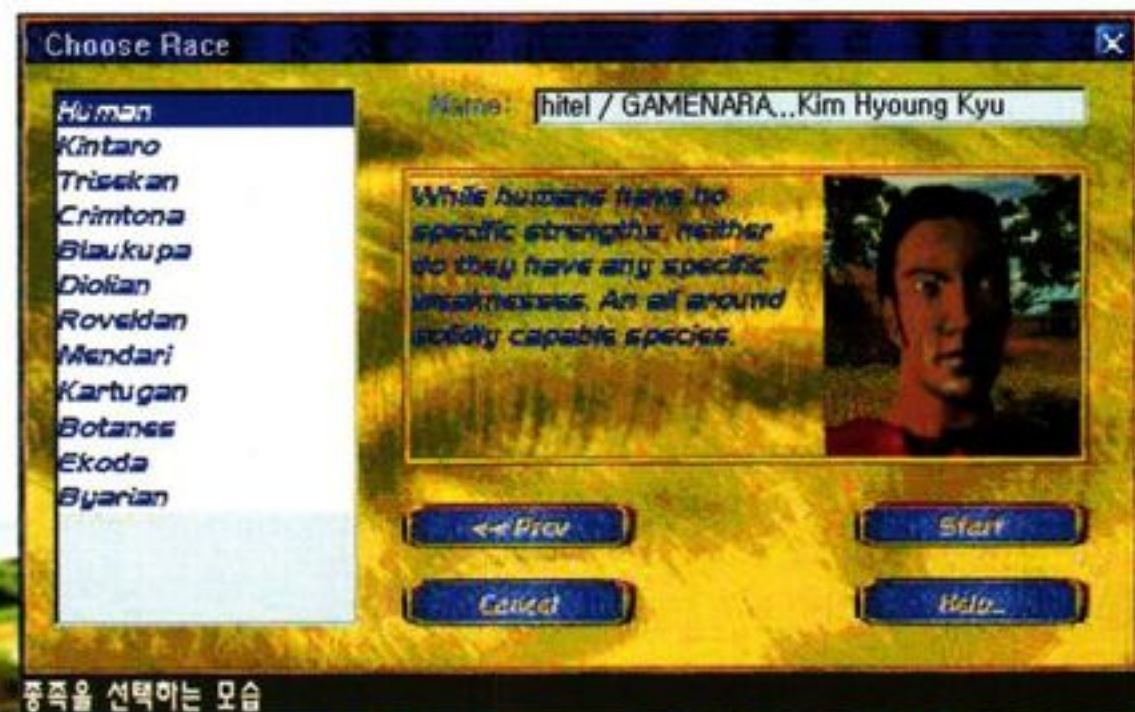 Choose Race
Human
Kintaro
Trisekan
Crimtona
Blaukupa
Diolian
Roveldan
Mendari
Kartugan
Botanes
Ekoda
Byarian
Name: hitel / GAMENARA...Kim Hyoung Kyu
While humans have no
specific strengths, neither
do they have any specific
weaknesses. An all around
solidly capable species.
<< Prev
Start
Cancel
Help...
종족을 선택하는 모습